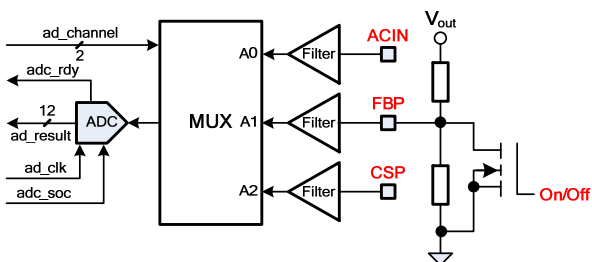 ad_channel
2
adc_rdy
12
ad_result
ADC
ad_clk
adc_soc
MUX
A0
A1
A2
Filter
Filter
Filter
ACIN
FBP
CSP
Vout
On/Off